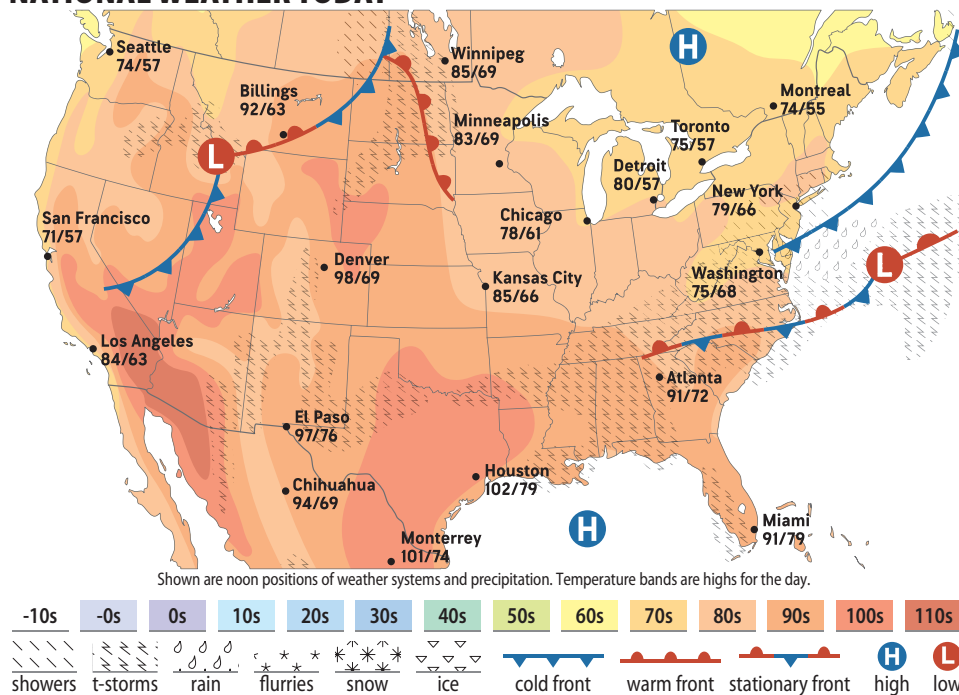 NATIONAL WEATHER TODAY
Seattle
74/57
Winnipeg
85/69
H
Billings
92/63
Montreal
74/55
Minneapolis
83/69
Toronto
75/57
L
Detroit
80/57
New York
79/66
San Francisco
71/57
Chicago
78/61
Denver
98/69
Washington
75/68
L
Kansas City
85/66
Los Angeles
84/63
Atlanta
91/72
El Paso
97/76
Houston
102/79
Chihuahua
94/69
H
Miami
91/79
Monterrey
101/74
Shown are noon positions of weather systems and precipitation. Temperature bands are highs for the day.
-10s -0s 0s 10s 20s 30s 40s 50s 60s 70s 80s 90s 100s 110s
H L
showers t-storms rain flurries snow ice cold front warm front stationary front high low